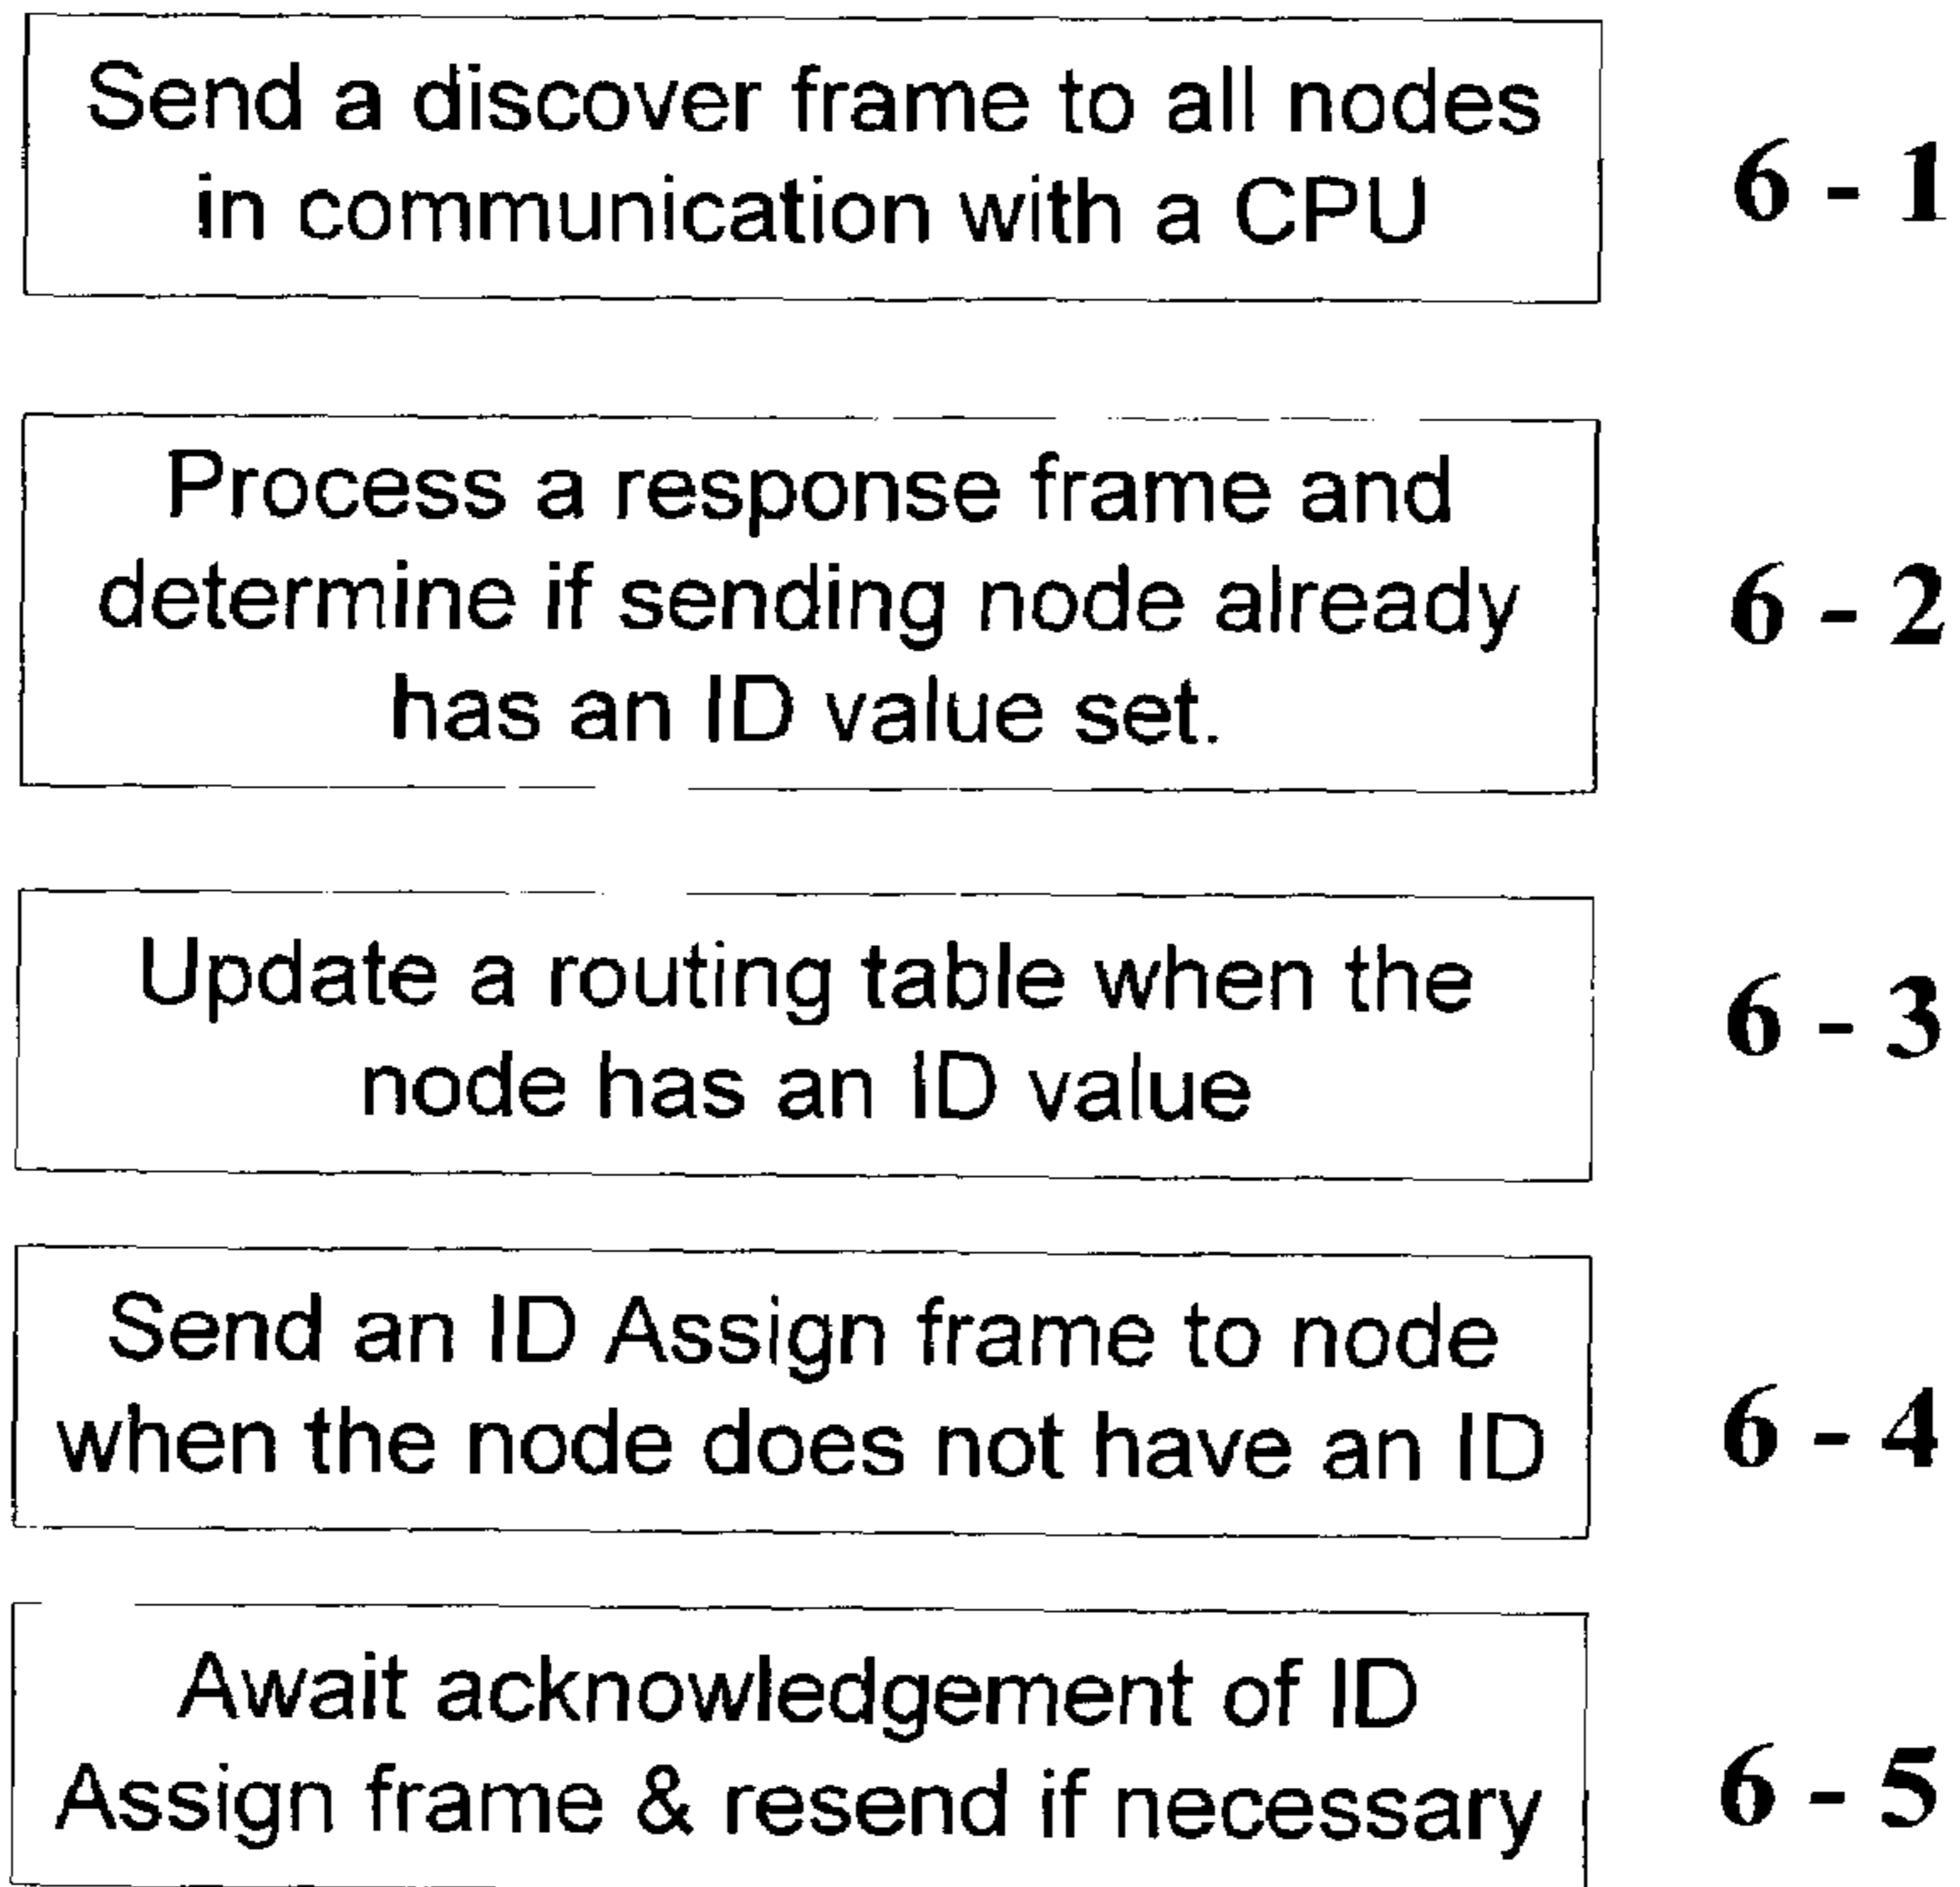 Send a discover frame to all nodes
in communication with a CPU
6 - 1
Process a response frame and
determine if sending node already
has an ID value set.
6 - 2
Update a routing table when the
node has an ID value
6 - 3
Send an ID Assign frame to node
when the node does not have an ID
6 - 4
Await acknowledgement of ID
Assign frame & resend if necessary
6 - 5